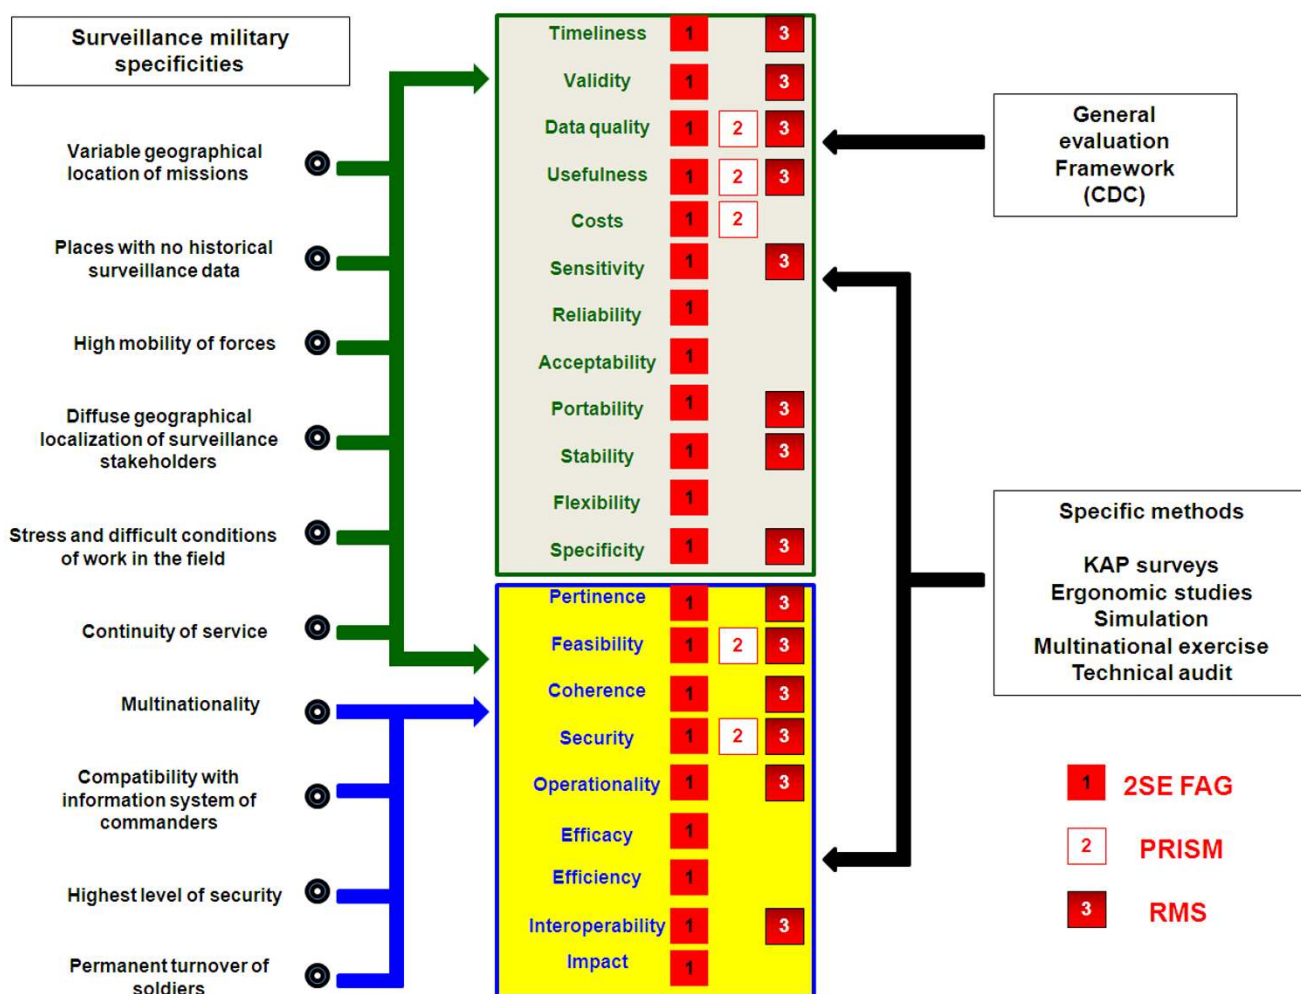 Surveillance military
specificities
Variable geographical
location of missions
Places with no historical
surveillance data
High mobility of forces
Diffuse geographical
localization of surveillance
stakeholders
Stress and difficult conditions
of work in the field
Continuity of service
Multinationality
Compatibility with
information system of
commanders
Highest level of security
Permanent turnover of
soldiers
Timeliness 1 3
Validity 1 3
Data quality 1 2 3
Usefulness 1 2 3
Costs 1 2
Sensitivity 1 3
Reliability 1
Acceptability 1
Portability 1 3
Stability 1 3
Flexibility 1
Specificity 1 3
Pertinence 1 3
Feasibility 1 2 3
Coherence 1 3
Security 1 2 3
Operationality 1 3
Efficacy 1
Efficiency 1
Interoperability 1 3
Impact 1
General
evaluation
Framework
(CDC)
Specific methods
KAP surveys
Ergonomic studies
Simulation
Multinational exercise
Technical audit
1 2SE FAG
2 PRISM
3 RMS